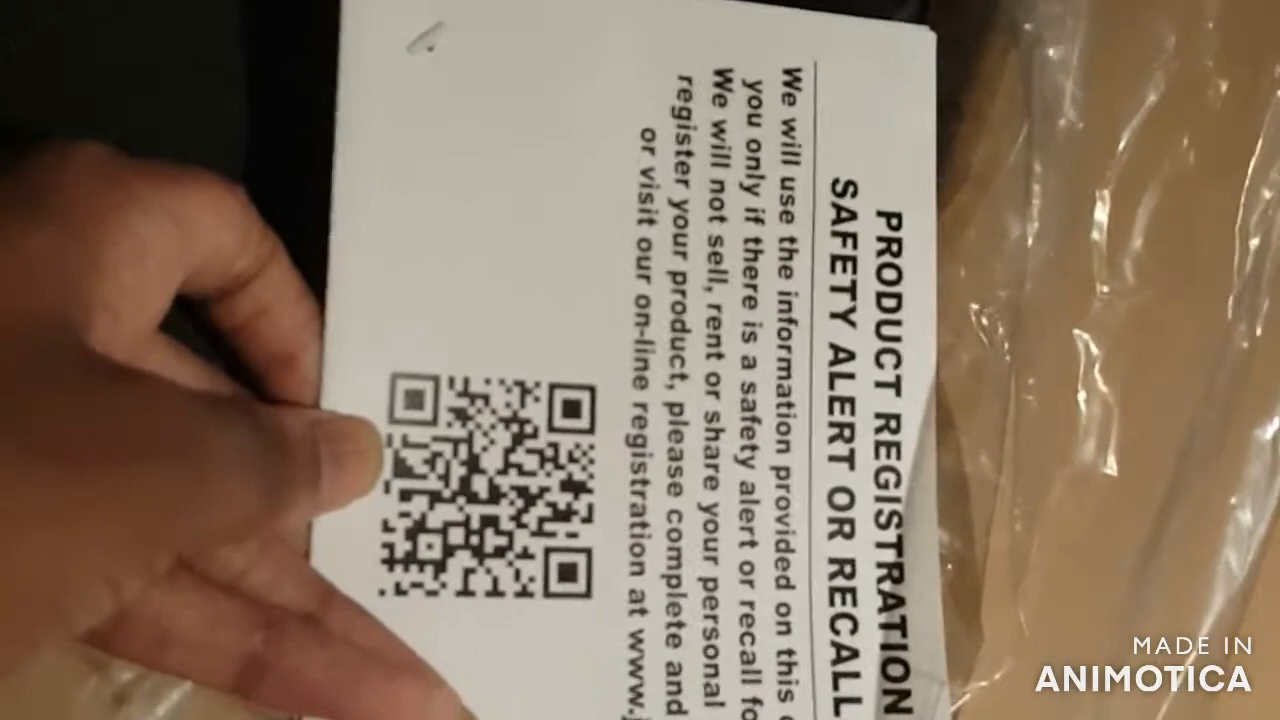 PRODUCT REGISTRATION
SAFETY ALERT OR RECALL
We will use the information provided on this
you only if there is a safety alert or recall
We will not sell, rent or share your personal
register your product, please complete and
or visit our on-line registration at www.
MADE IN
ANIMOTICA